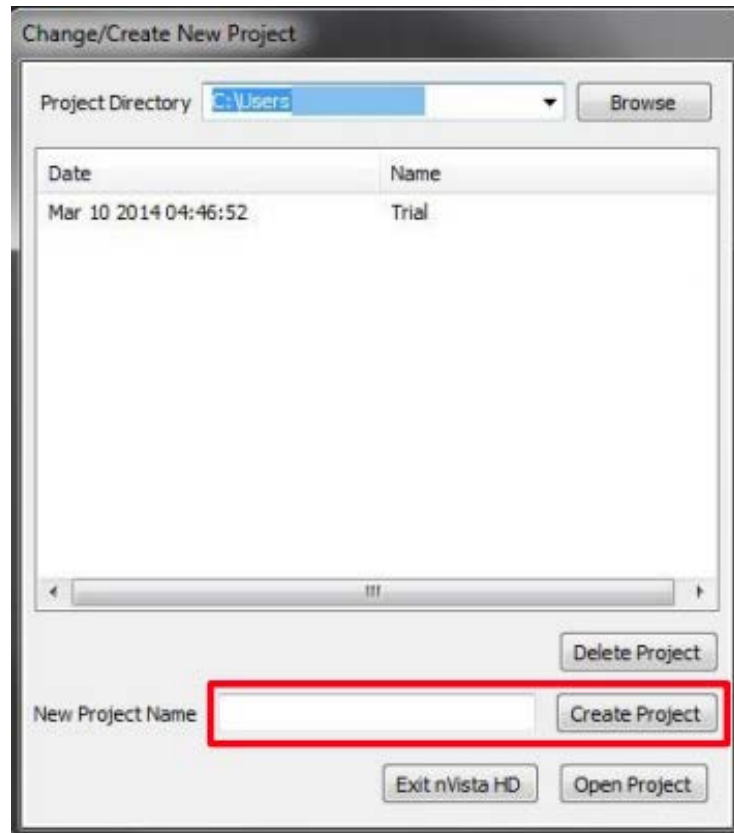 Change/Create New Project
Project Directory C:\Users Browse
Date Name
Mar 10 2014 04:46:52 Trial
Delete Project
New Project Name Create Project
Exit nVista HD Open Project